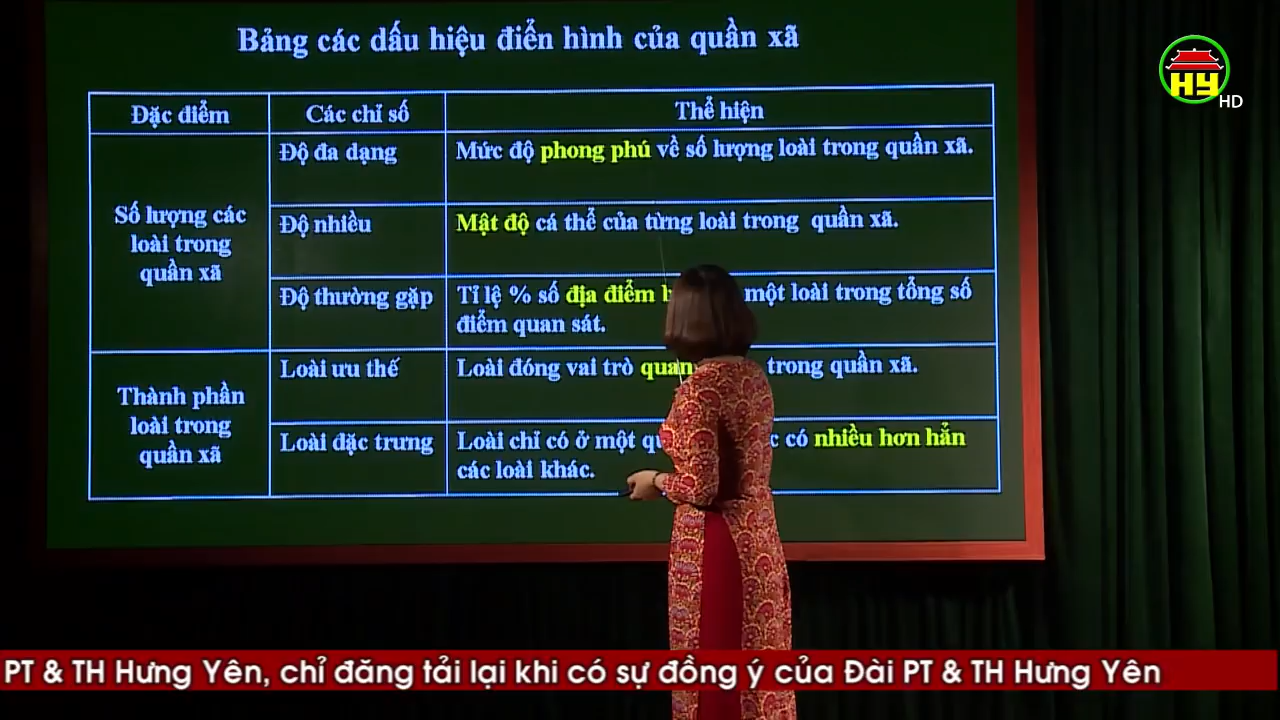 Bảng các dấu hiệu điển hình của quần xã
HY
HD
Đặc điểm
Các chỉ số
Thể hiện
Số lượng các
loài trong
quần xã
Độ đa dạng
Mức độ phong phú về số lượng loài trong quần xã.
Độ nhiều
Mật độ cá thể của từng loài trong quần xã.
Độ thường gặp
Tỉ lệ % số địa điểm một loài trong tổng số
điểm quan sát.
Thành phần
loài trong
quần xã
Loài ưu thế
Loài đóng vai trò quan trong quần xã.
Loài đặc trưng
Loài chỉ có ở một có nhiều hơn hẳn
các loài khác.
PT & TH Hưng Yên, chỉ đăng tải lại khi có sự đồng ý của Đài PT & TH Hưng Yên